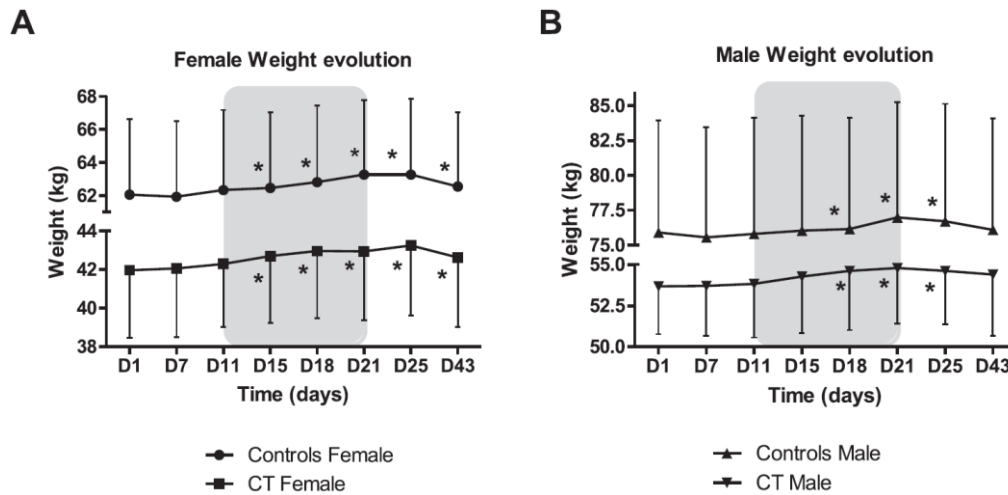 A
Female Weight evolution
68
66
64
62
43
42
40
38
Weight (kg)
* * * * *
* * * * *
D1 D7 D11 D15 D18 D21 D25 D43
Time (days)
Controls Female
CT Female
B
Male Weight evolution
85.0
82.5
80.0
77.5
75.0
55.0
52.5
50.0
Weight (kg)
* * *
* * *
D1 D7 D11 D15 D18 D21 D25 D43
Time (days)
Controls Male
CT Male